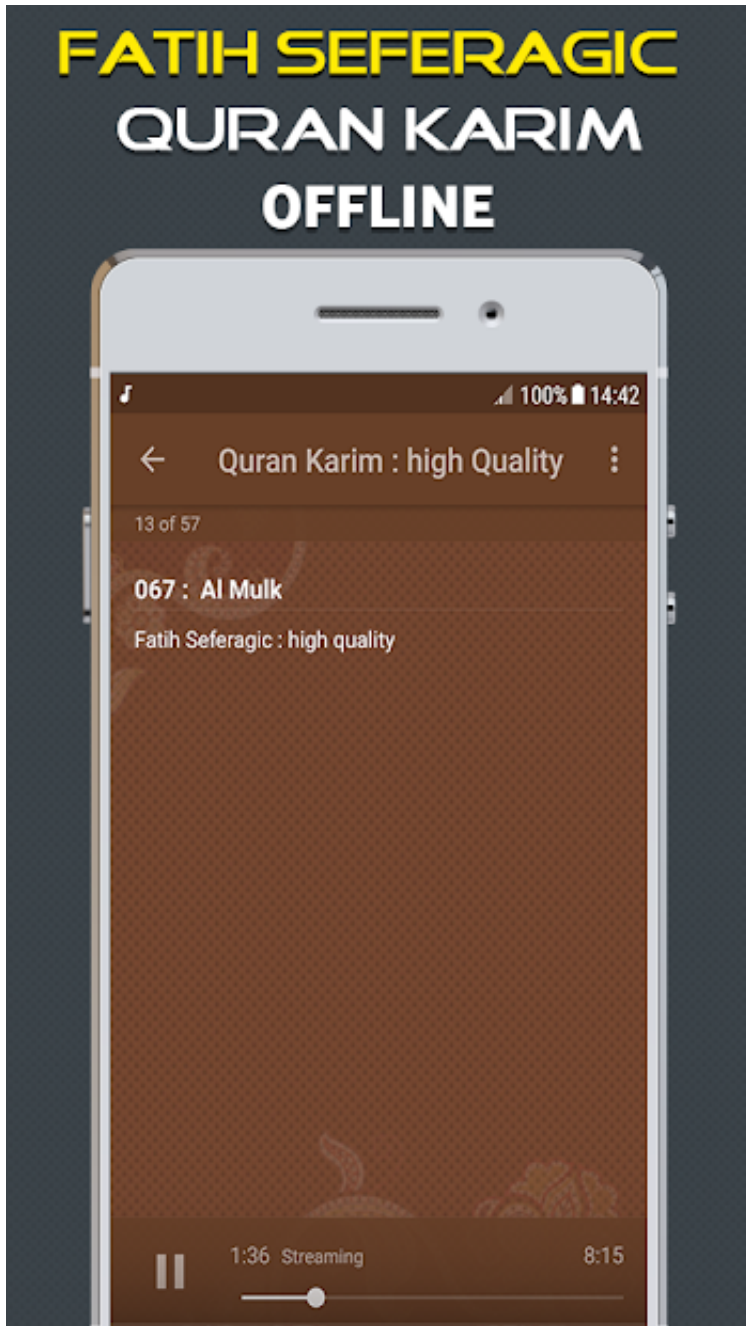 FATIH SEFERAGIC
QURAN KARIM
OFFLINE
100% 14:42
Quran Karim : high Quality
13 of 57
067 : Al Mulk
Fatih Seferagic : high quality
1:36 Streaming 8:15